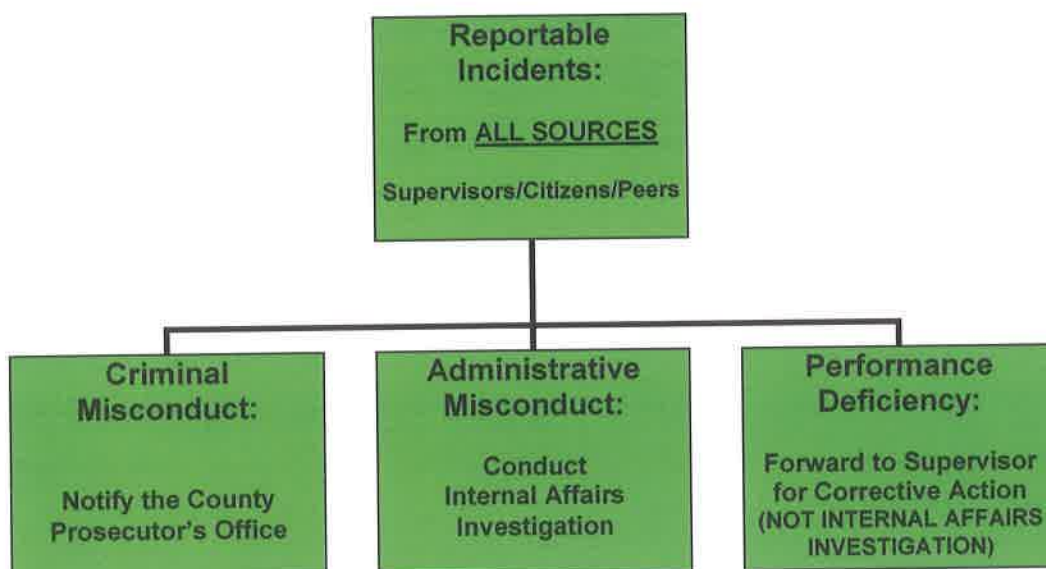 Reportable
Incidents:
From ALL SOURCES
Supervisors/Citizens/Peers
Criminal
Misconduct:
Notify the County
Prosecutor's Office
Administrative
Misconduct:
Conduct
Internal Affairs
Investigation
Performance
Deficiency:
Forward to Supervisor
for Corrective Action
(NOT INTERNAL AFFAIRS
INVESTIGATION)